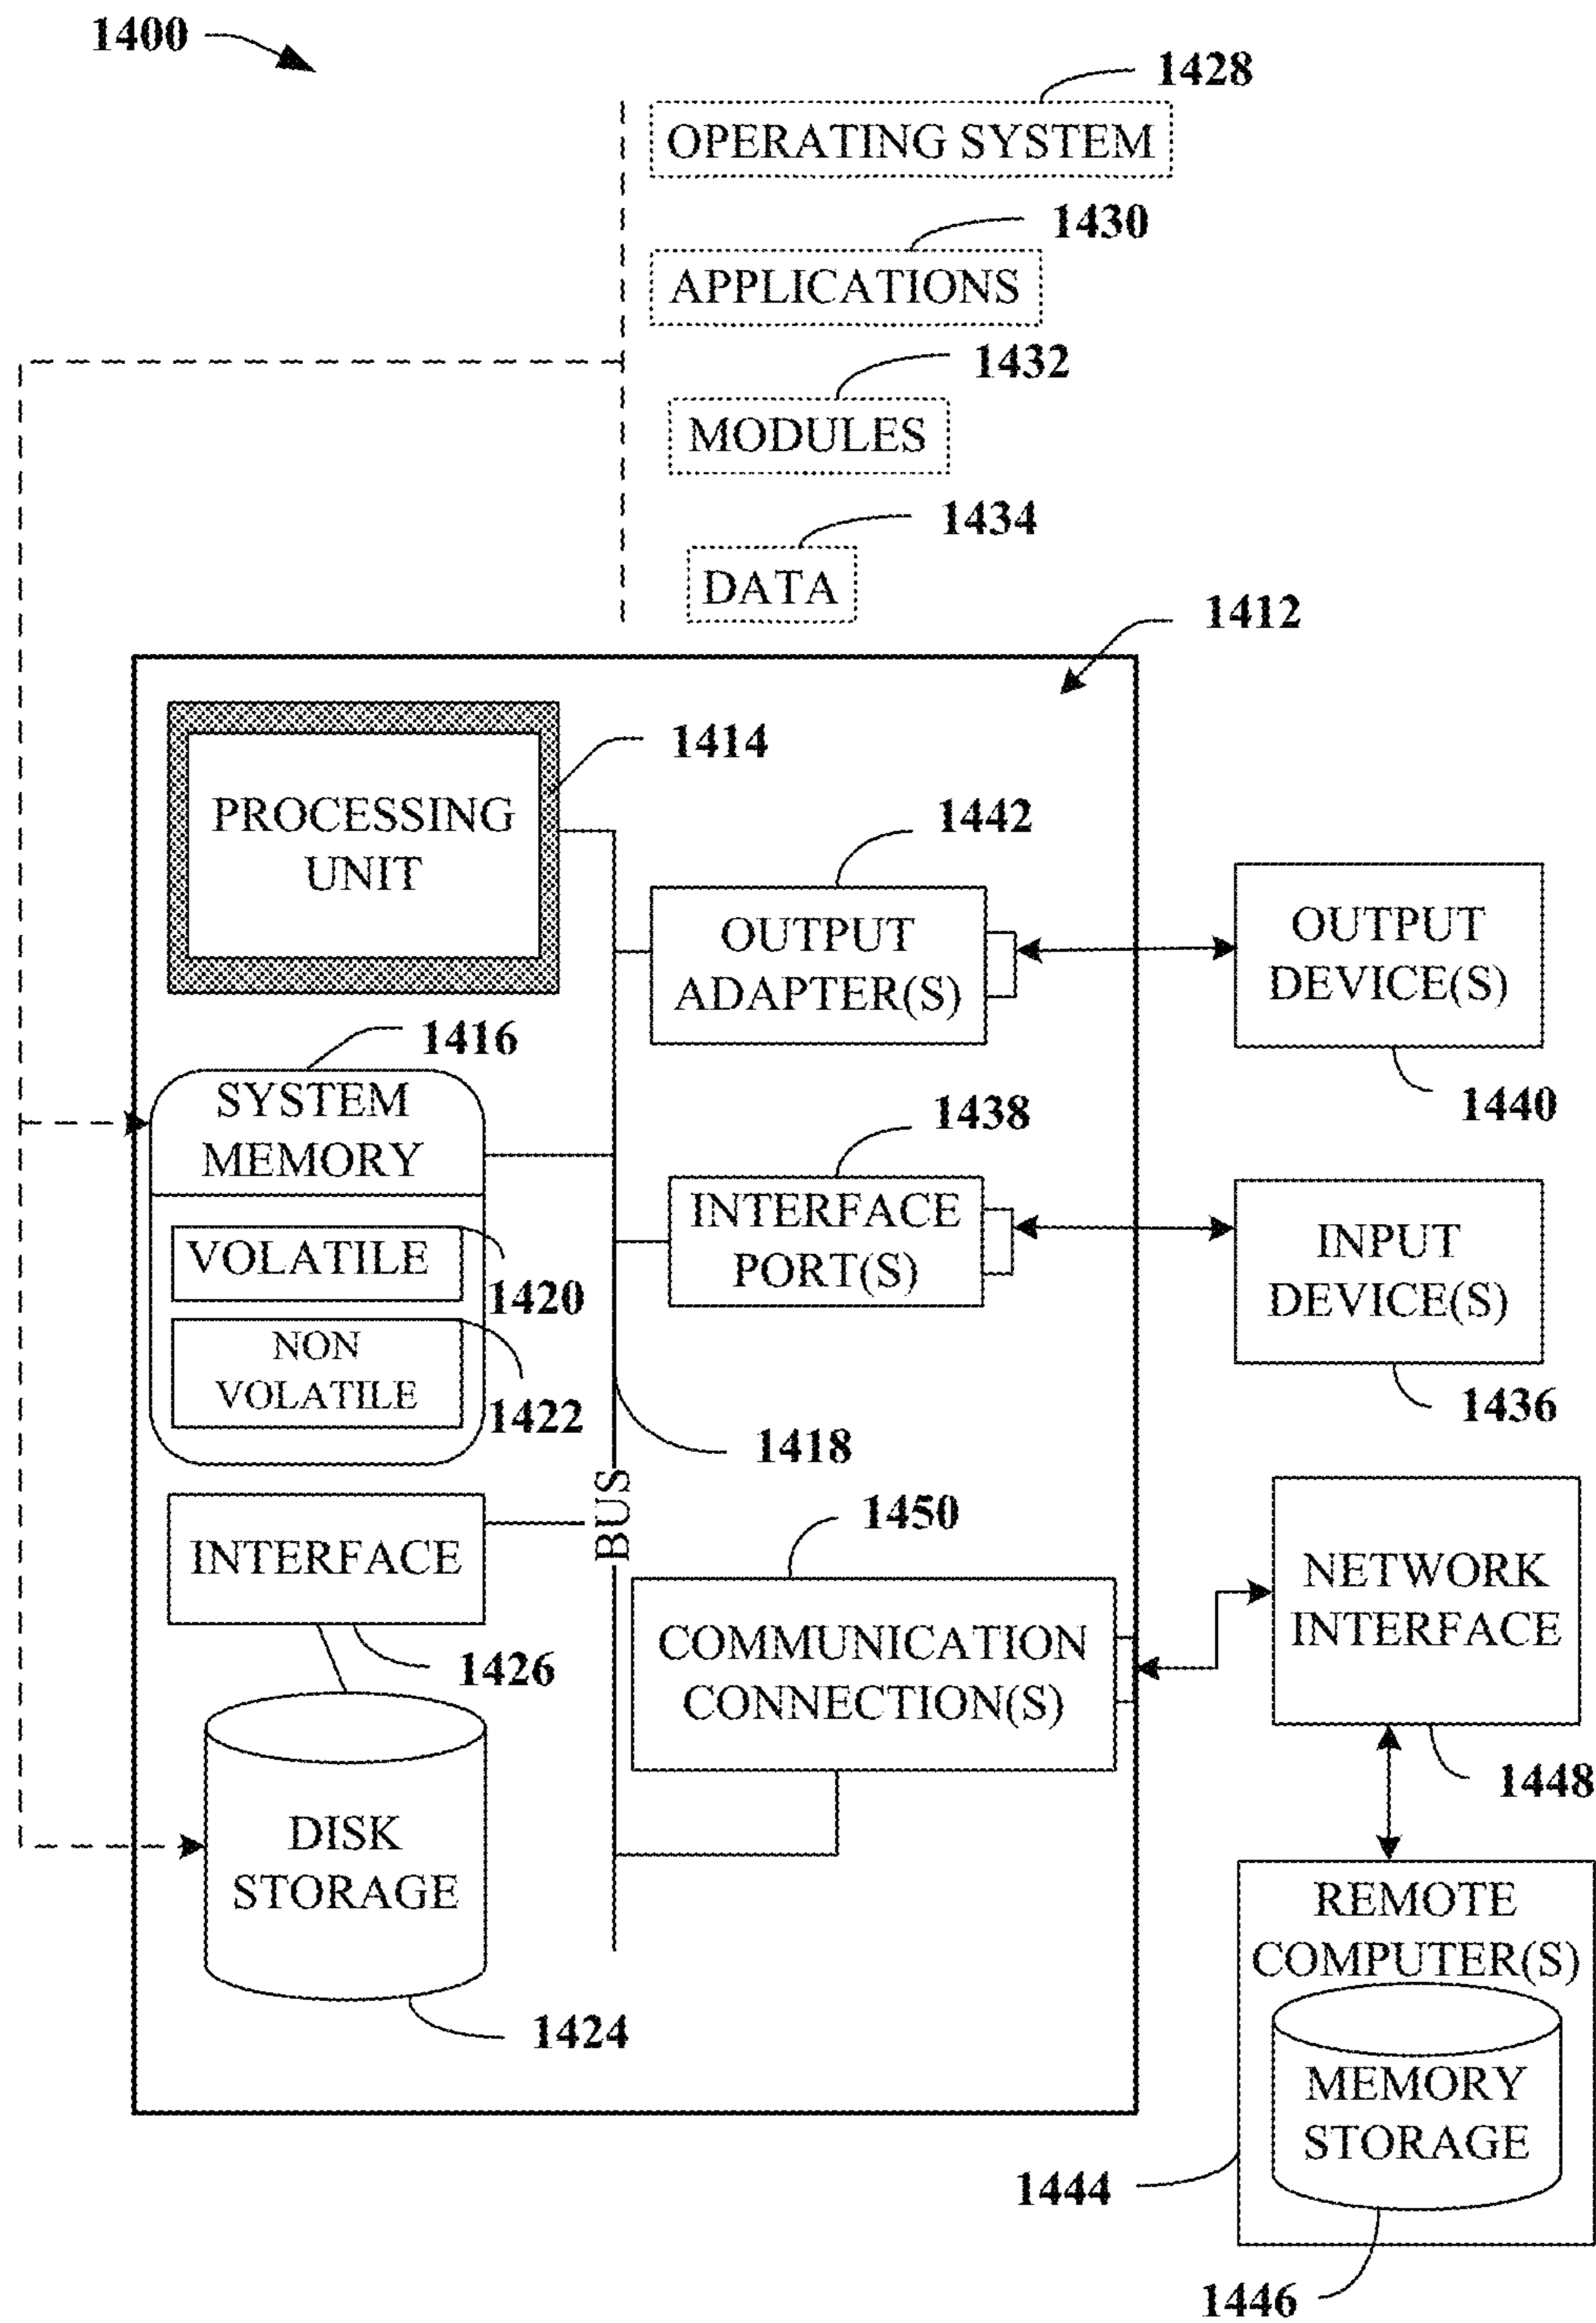 1400
1428
OPERATING SYSTEM
1430
APPLICATIONS
1432
MODULES
1434
DATA
1412
1414
PROCESSING
UNIT
1442
OUTPUT
ADAPTER(S)
OUTPUT
DEVICE(S)
1440
1416
SYSTEM
MEMORY
1438
INTERFACE
PORT(S)
INPUT
DEVICE(S)
1436
VOLATILE
1420
NON
VOLATILE
1422
1418
BUS
INTERFACE
1426
1450
COMMUNICATION
CONNECTION(S)
NETWORK
INTERFACE
1448
DISK
STORAGE
1424
REMOTE
COMPUTER(S)
MEMORY
STORAGE
1444
1446